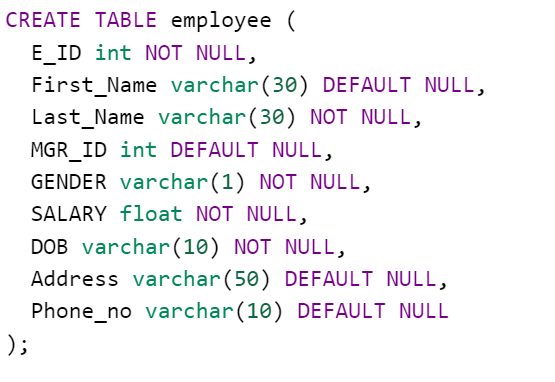 CREATE TABLE employee (
  E_ID int NOT NULL,
  First_Name varchar(30) DEFAULT NULL,
  Last_Name varchar(30) NOT NULL,
  MGR_ID int DEFAULT NULL,
  GENDER varchar(1) NOT NULL,
  SALARY float NOT NULL,
  DOB varchar(10) NOT NULL,
  Address varchar(50) DEFAULT NULL,
  Phone_no varchar(10) DEFAULT NULL
);